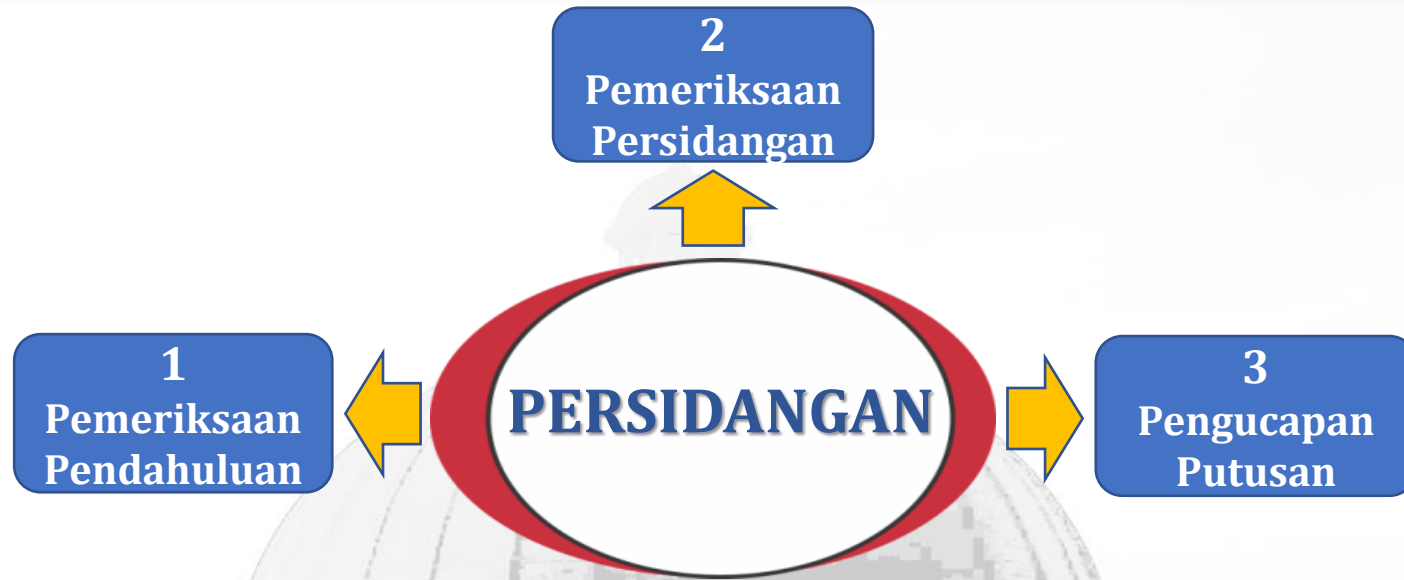 2
Pemeriksaan
Persidangan
1
Pemeriksaan
Pendahuluan
PERSIDANGAN
3
Pengucapan
Putusan